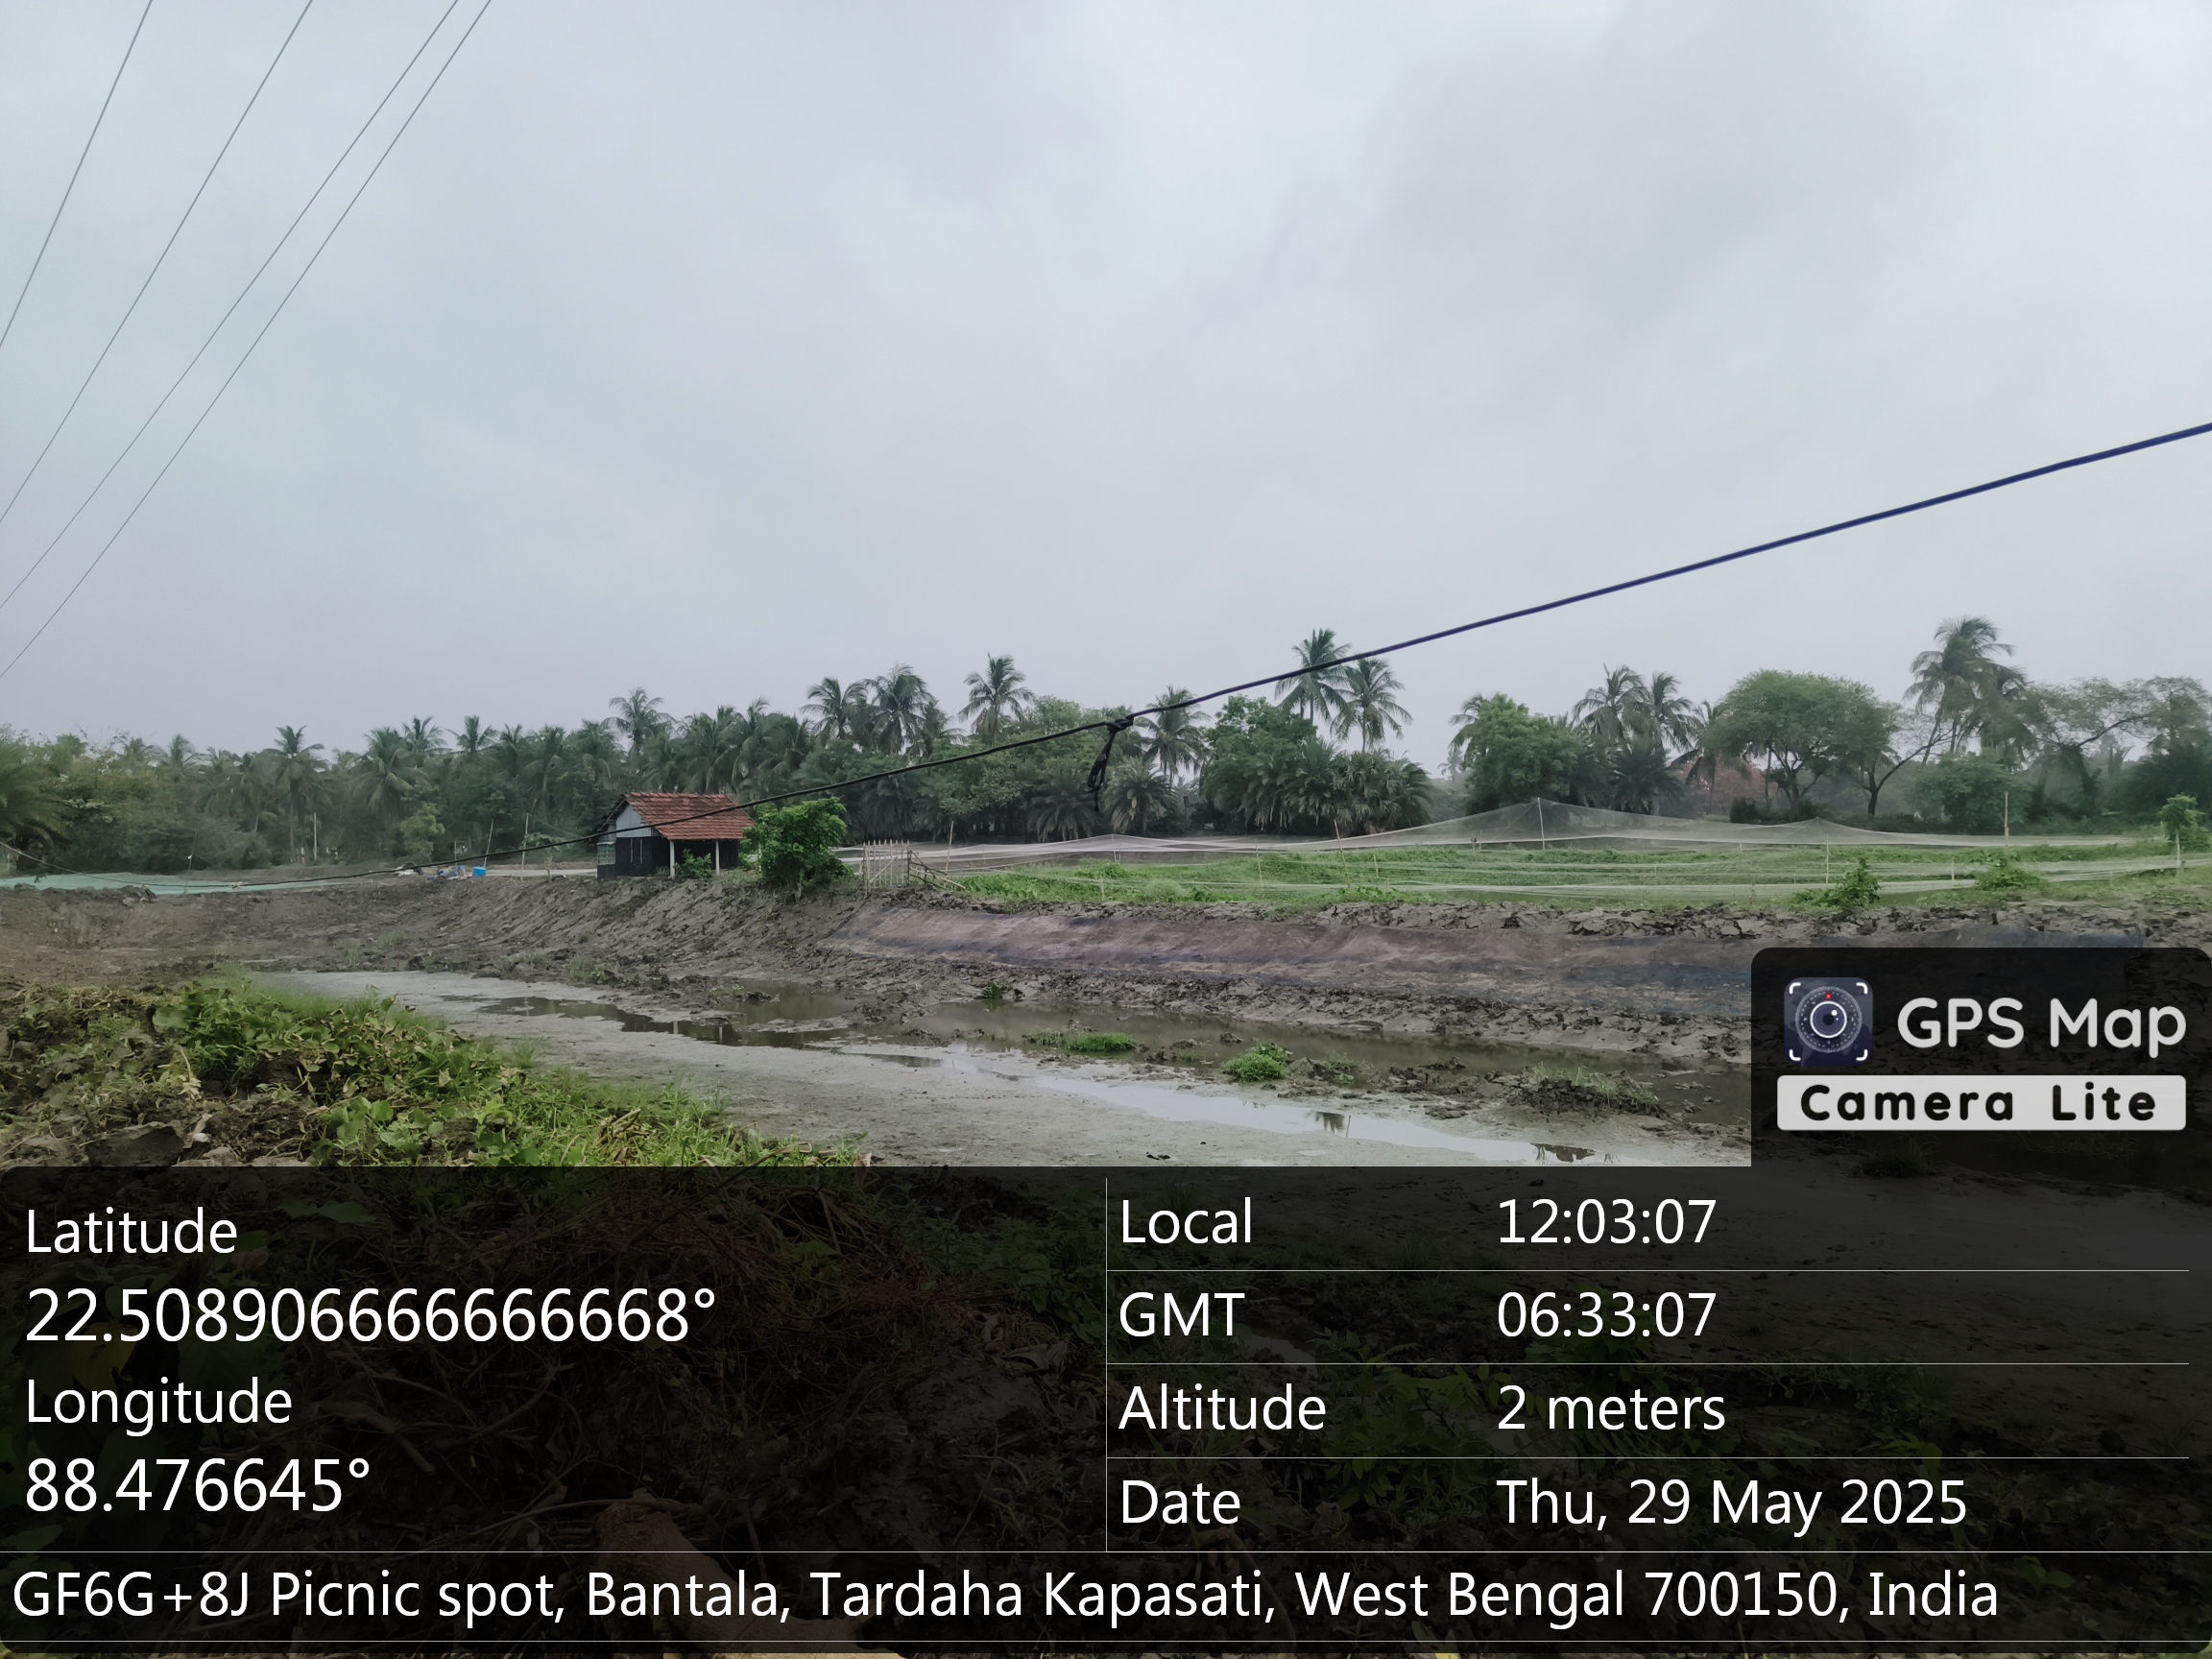 GPS Map
Camera Lite
Latitude
22.508906666666668°
Longitude
88.476645°
Local 12:03:07
GMT 06:33:07
Altitude 2 meters
Date Thu, 29 May 2025
GF6G+8J Picnic spot, Bantala, Tardaha Kapasati, West Bengal 700150, India